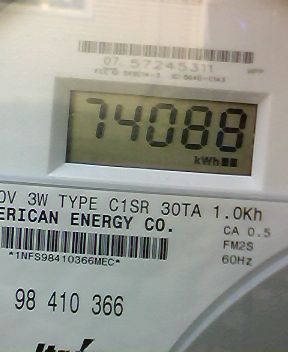 07 57245311
74088
kWh
0V 3W TYPE C1SR 30TA 1.0Kh
ERICAN ENERGY CO.
CA 0.5
FM2S
*1NFS98410366MEC*
60Hz
98 410 366